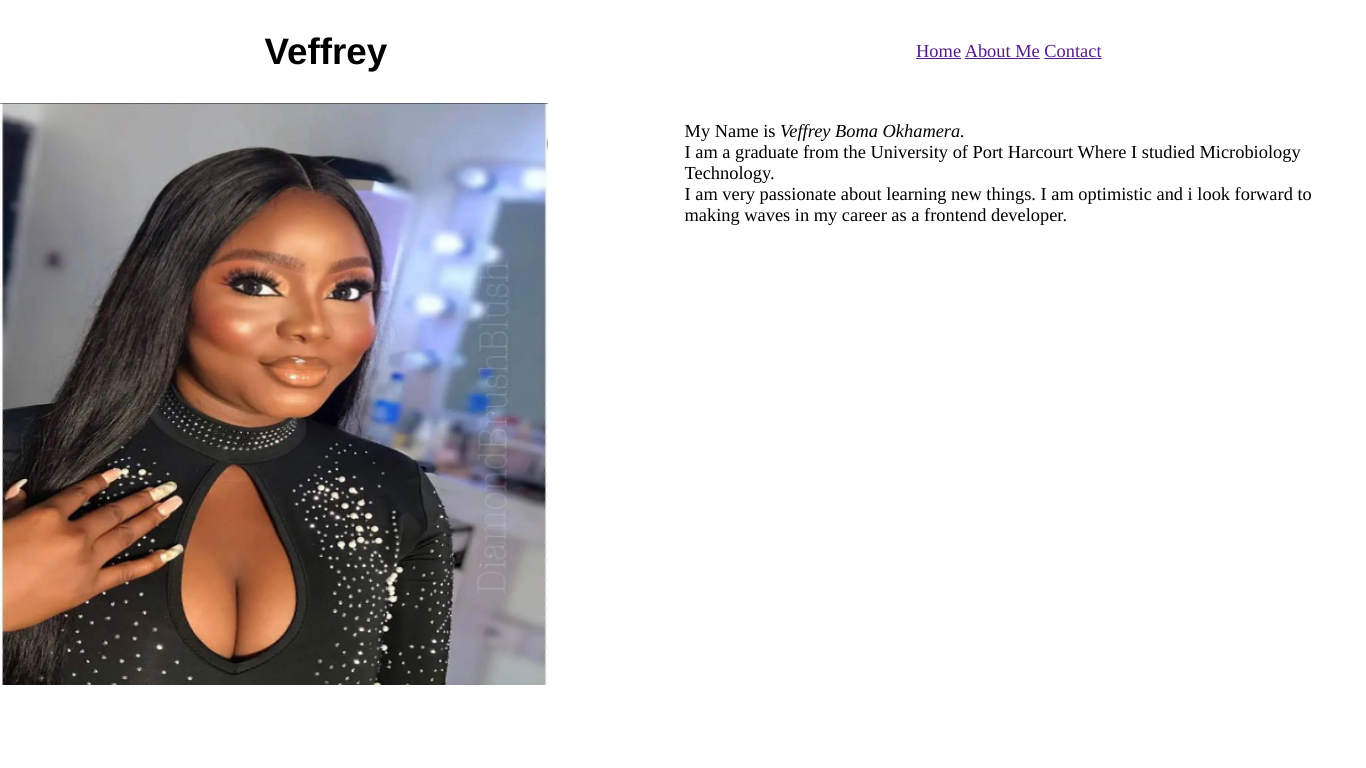 Veffrey
Home About Me Contact
My Name is Veffrey Boma Okhamera.
I am a graduate from the University of Port Harcourt Where I studied Microbiology
Technology.
I am very passionate about learning new things. I am optimistic and i look forward to
making waves in my career as a frontend developer.
DiamondBrushBlush